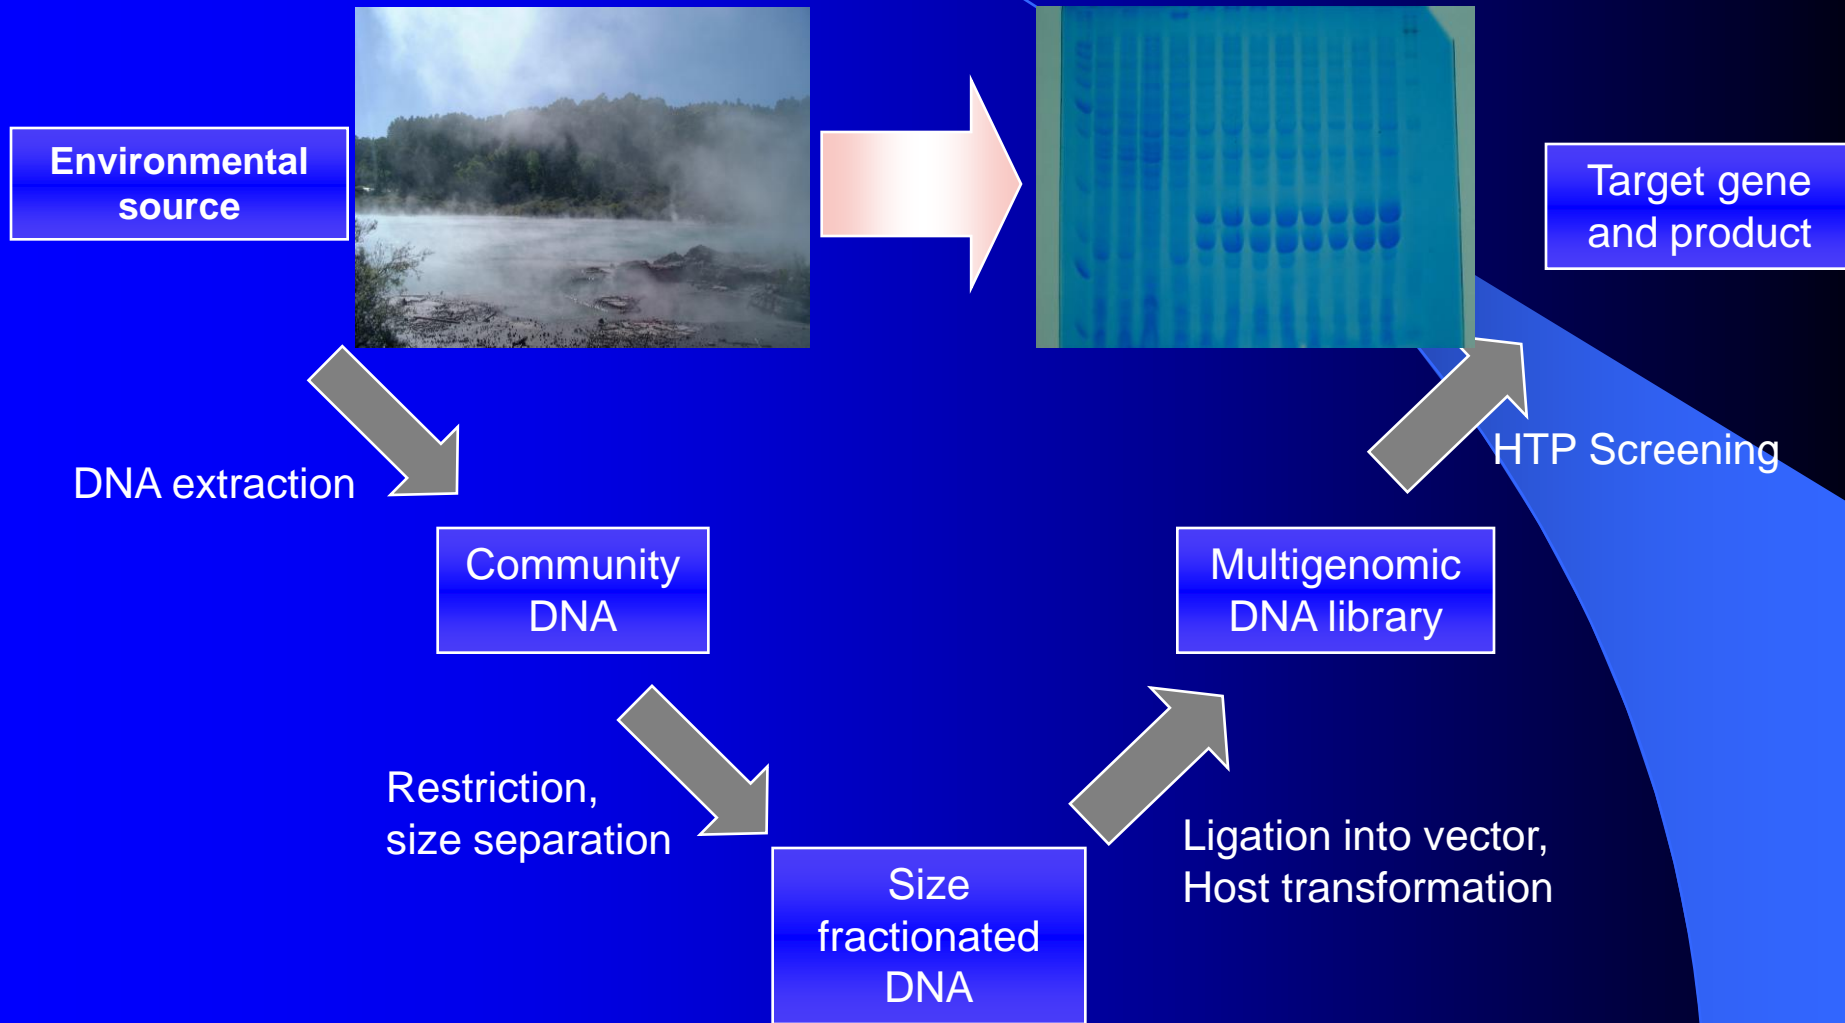 Environmental
source
Target gene
and product
DNA extraction
HTP Screening
Community
DNA
Multigenomic
DNA library
Restriction,
size separation
Ligation into vector,
Host transformation
Size
fractionated
DNA